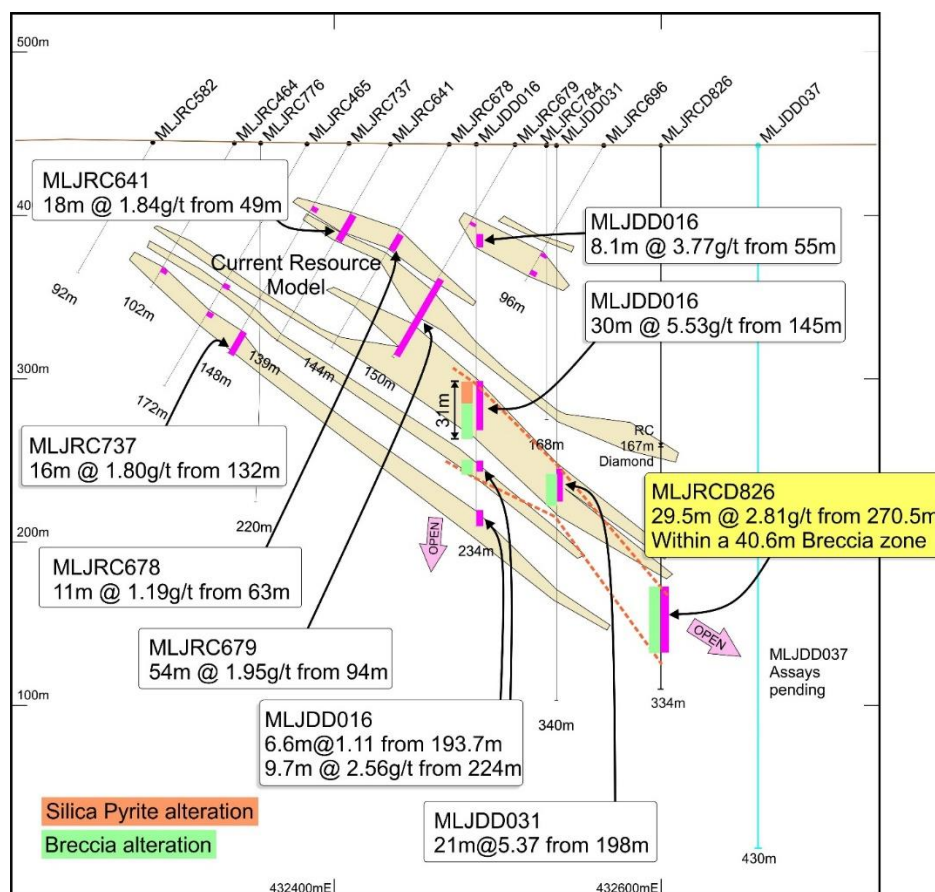 500m
MLJRC582
MLJRC464
MLJRC776
MLJRC465
MLJRC737
MLJRC641
MLJRC678
MLJDD016
MLJRC679
MLJRC784
MLJDD031
MLJRC696
MLJRCD826
MLJDD037
MLJRC641
18m @ 1.84g/t from 49m
400m
MLJDD016
8.1m @ 3.77g/t from 55m
Current Resource
Model
92m
102m
96m
MLJDD016
30m @ 5.53g/t from 145m
300m
148m
139m
144m
150m
172m
31m
168m
RC
167m
Diamond
MLJRC737
16m @ 1.80g/t from 132m
MLJRCD826
29.5m @ 2.81g/t from 270.5m
Within a 40.6m Breccia zone
220m
OPEN
234m
200m
MLJRC678
11m @ 1.19g/t from 63m
OPEN
MLJRC679
54m @ 1.95g/t from 94m
MLJDD037
Assays
pending
100m
340m
334m
MLJDD016
6.6m@1.11 from 193.7m
9.7m @ 2.56g/t from 224m
Silica Pyrite alteration
Breccia alteration
MLJDD031
21m@5.37 from 198m
430m
432400mE
432600mE